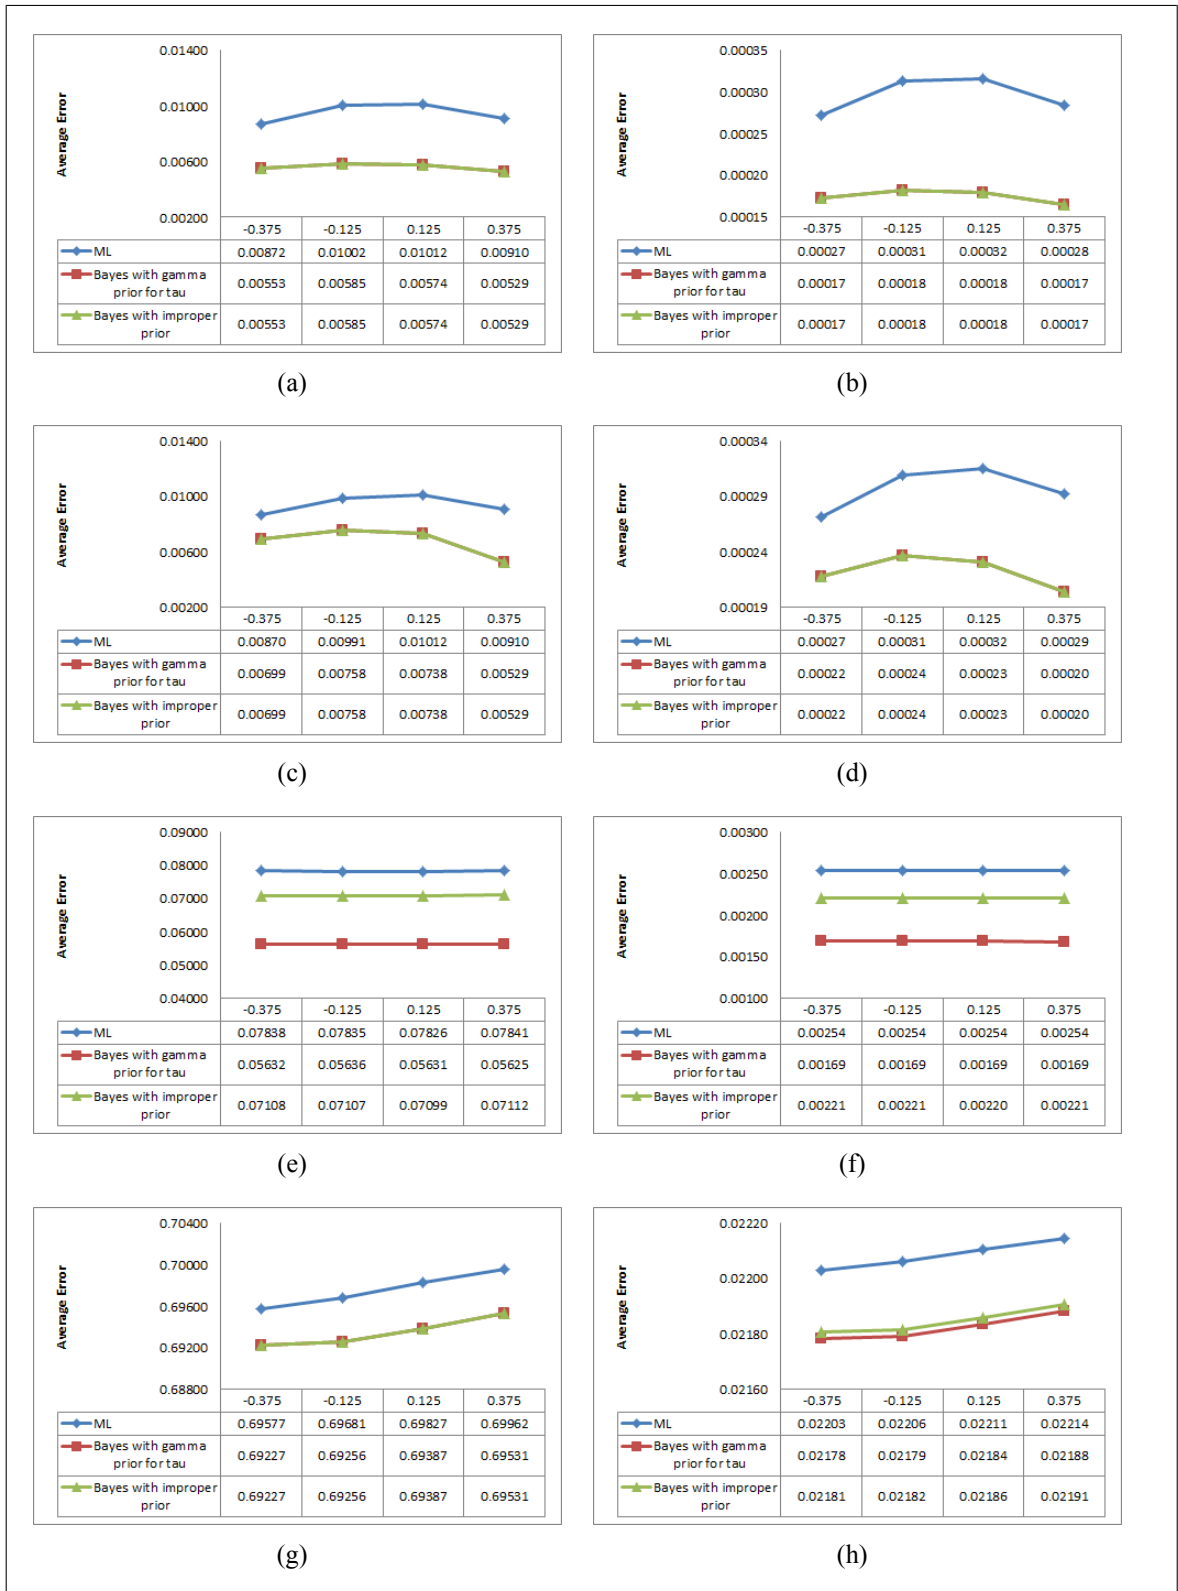 0.01400
0.01000
0.00600
0.00200
Average Error
-0.375 -0.125 0.125 0.375
ML 0.00872 0.01002 0.01012 0.00910
Bayes with gamma
prior for tau 0.00553 0.00585 0.00574 0.00529
Bayes with improper
prior 0.00553 0.00585 0.00574 0.00529
(a)
0.00035
0.00030
0.00025
0.00020
0.00015
Average Error
-0.375 -0.125 0.125 0.375
ML 0.00027 0.00031 0.00032 0.00028
Bayes with gamma
prior for tau 0.00017 0.00018 0.00018 0.00017
Bayes with improper
prior 0.00017 0.00018 0.00018 0.00017
(b)
0.01400
0.01000
0.00600
0.00200
Average Error
-0.375 -0.125 0.125 0.375
ML 0.00870 0.00991 0.01012 0.00910
Bayes with gamma
prior for tau 0.00699 0.00758 0.00738 0.00529
Bayes with improper
prior 0.00699 0.00758 0.00738 0.00529
(c)
0.00034
0.00029
0.00024
0.00019
Average Error
-0.375 -0.125 0.125 0.375
ML 0.00027 0.00031 0.00032 0.00029
Bayes with gamma
prior for tau 0.00022 0.00024 0.00023 0.00020
Bayes with improper
prior 0.00022 0.00024 0.00023 0.00020
(d)
0.09000
0.08000
0.07000
0.06000
0.05000
0.04000
Average Error
-0.375 -0.125 0.125 0.375
ML 0.07838 0.07835 0.07826 0.07841
Bayes with gamma
prior for tau 0.05632 0.05636 0.05631 0.05625
Bayes with improper
prior 0.07108 0.07107 0.07099 0.07112
(e)
0.00300
0.00250
0.00200
0.00150
0.00100
Average Error
-0.375 -0.125 0.125 0.375
ML 0.00254 0.00254 0.00254 0.00254
Bayes with gamma
prior for tau 0.00169 0.00169 0.00169 0.00169
Bayes with improper
prior 0.00221 0.00221 0.00220 0.00221
(f)
0.70400
0.70000
0.69600
0.69200
0.68800
Average Error
-0.375 -0.125 0.125 0.375
ML 0.69577 0.69681 0.69827 0.69962
Bayes with gamma
prior for tau 0.69227 0.69256 0.69387 0.69531
Bayes with improper
prior 0.69227 0.69256 0.69387 0.69531
(g)
0.02220
0.02200
0.02180
0.02160
Average Error
-0.375 -0.125 0.125 0.375
ML 0.02203 0.02206 0.02211 0.02214
Bayes with gamma
prior for tau 0.02178 0.02179 0.02184 0.02188
Bayes with improper
prior 0.02181 0.02182 0.02186 0.02191
(h)